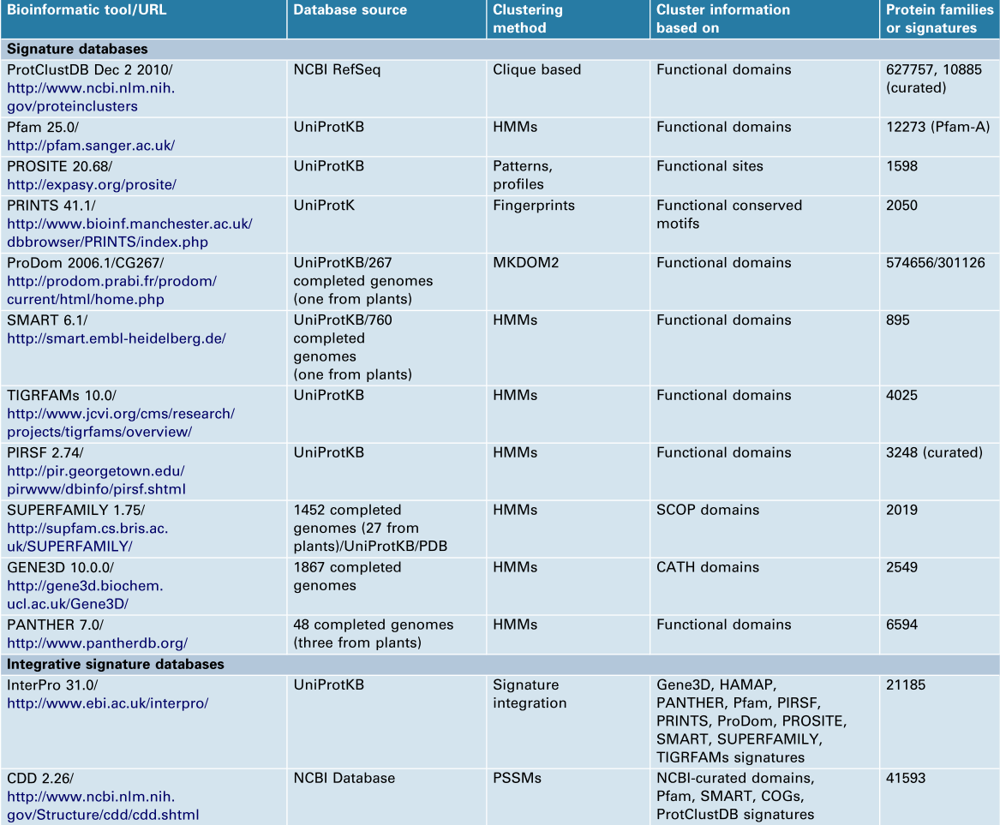 Bioinformatic tool/URL
Database source
Clustering
method
Cluster information
based on
Protein families
or signatures
Signature databases
ProtClustDB Dec 2 2010/
http://www.ncbi.nlm.nih.
gov/proteinclusters
NCBI RefSeq
Clique based
Functional domains
627757, 10885
(curated)
Pfam 25.0/
http://pfam.sanger.ac.uk/
UniProtKB
HMMs
Functional domains
12273 (Pfam-A)
PROSITE 20.68/
http://expasy.org/prosite/
UniProtKB
Patterns,
profiles
Functional sites
1598
PRINTS 41.1/
http://www.bioinf.manchester.ac.uk/
dbbrowser/PRINTS/index.php
UniProtK
Fingerprints
Functional conserved
motifs
2050
ProDom 2006.1/CG267/
http://prodom.prabi.fr/prodom/
current/html/home.php
UniProtKB/267
completed genomes
(one from plants)
MKDOM2
Functional domains
574656/301126
SMART 6.1/
http://smart.embl-heidelberg.de/
UniProtKB/760
completed
genomes
(one from plants)
HMMs
Functional domains
895
TIGRFAMs 10.0/
http://www.jcvi.org/cms/research/
projects/tigrfams/overview/
UniProtKB
HMMs
Functional domains
4025
PIRSF 2.74/
http://pir.georgetown.edu/
pirwww/dbinfo/pirsf.shtml
UniProtKB
HMMs
Functional domains
3248 (curated)
SUPERFAMILY 1.75/
http://supfam.cs.bris.ac.
uk/SUPERFAMILY/
1452 completed
genomes (27 from
plants)/UniProtKB/PDB
HMMs
SCOP domains
2019
GENE3D 10.0.0/
http://gene3d.biochem.
ucl.ac.uk/Gene3D/
1867 completed
genomes
HMMs
CATH domains
2549
PANTHER 7.0/
http://www.pantherdb.org/
48 completed genomes
(three from plants)
HMMs
Functional domains
6594
Integrative signature databases
InterPro 31.0/
http://www.ebi.ac.uk/interpro/
UniProtKB
Signature
integration
Gene3D, HAMAP,
PANTHER, Pfam, PIRSF,
PRINTS, ProDom, PROSITE,
SMART, SUPERFAMILY,
TIGRFAMs signatures
21185
CDD 2.26/
http://www.ncbi.nlm.nih.
gov/Structure/cdd/cdd.shtml
NCBI Database
PSSMs
NCBI-curated domains,
Pfam, SMART, COGs,
ProtClustDB signatures
41593